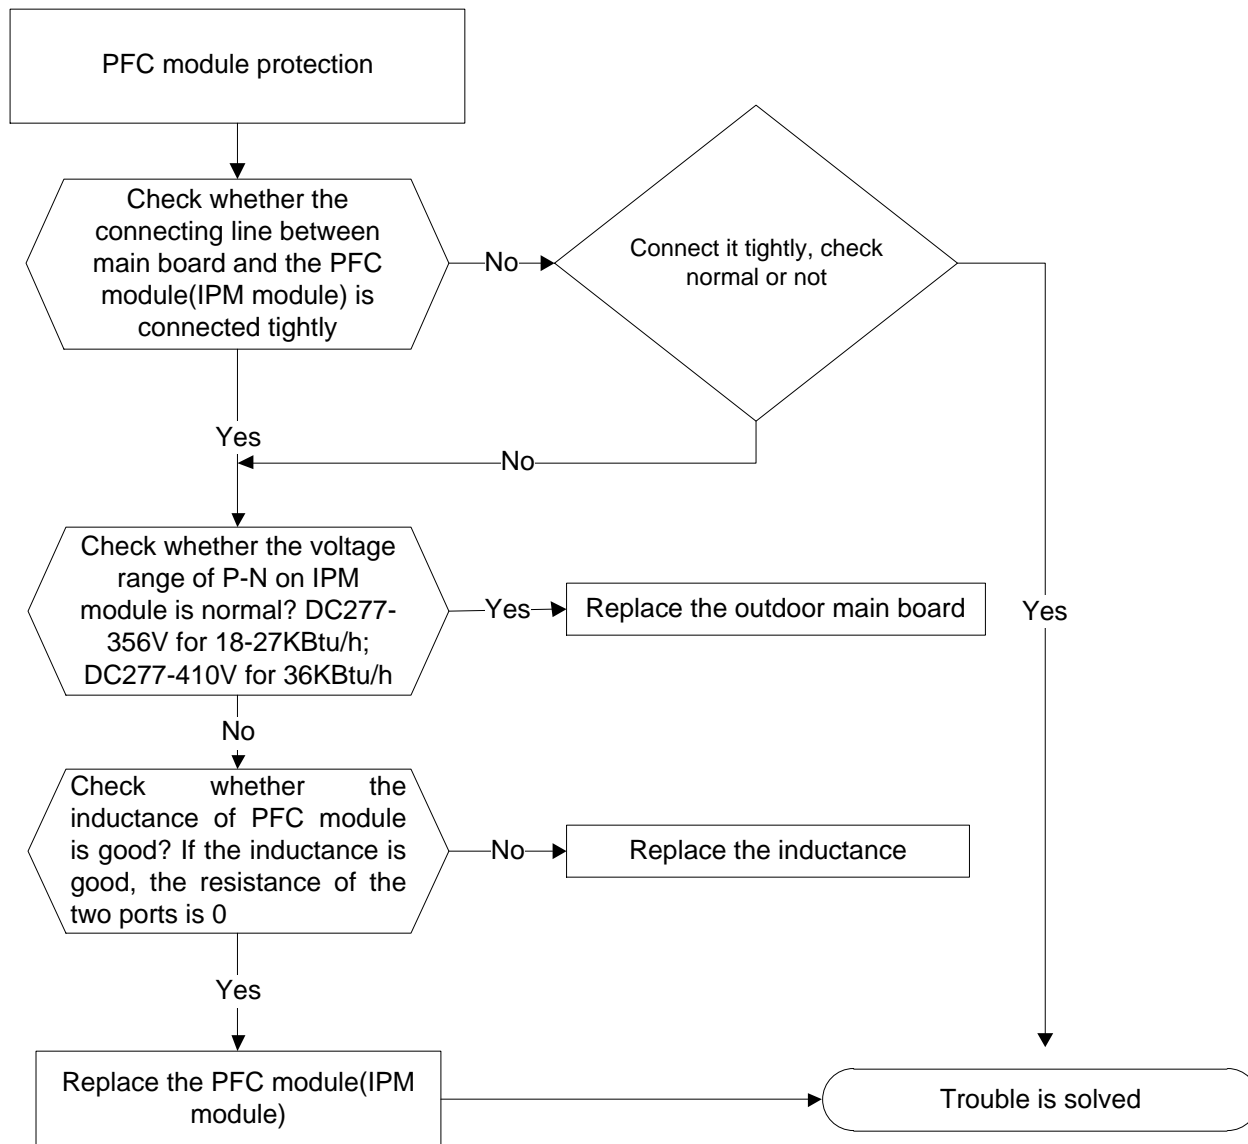 PFC module protection
Check whether the
connecting line between
main board and the PFC
module(IPM module) is
connected tightly
No
Connect it tightly, check
normal or not
Yes
No
Check whether the voltage
range of P-N on IPM
module is normal? DC277-
356V for 18-27KBtu/h;
DC277-410V for 36KBtu/h
Yes
Replace the outdoor main board
Yes
No
Check whether the
inductance of PFC module
is good? If the inductance is
good, the resistance of the
two ports is 0
No
Replace the inductance
Yes
Replace the PFC module(IPM
module)
Trouble is solved